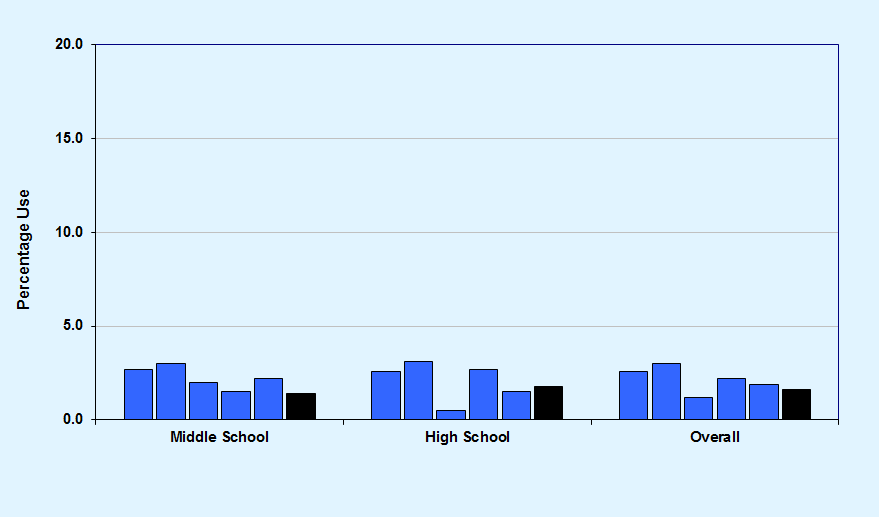 20.0
15.0
10.0
5.0
0.0
Percentage Use
Middle School
High School
Overall